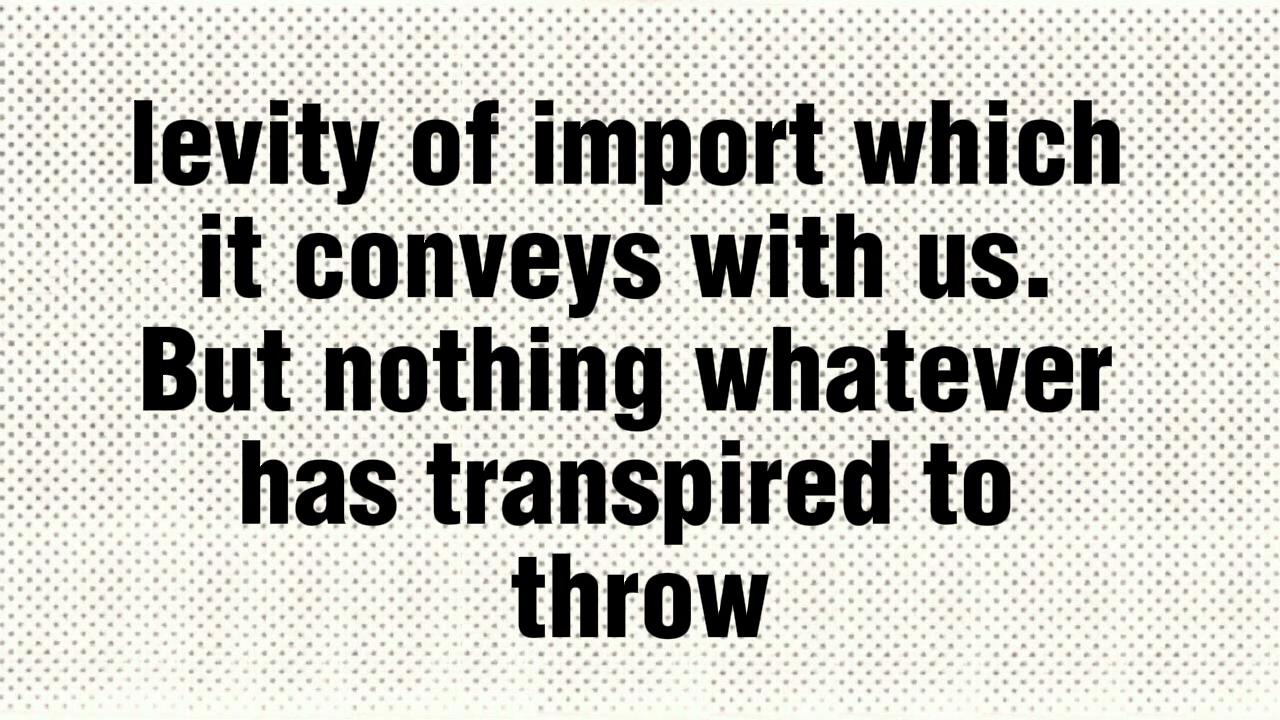 levity of import which
it conveys with us.
But nothing whatever
has transpired to
throw